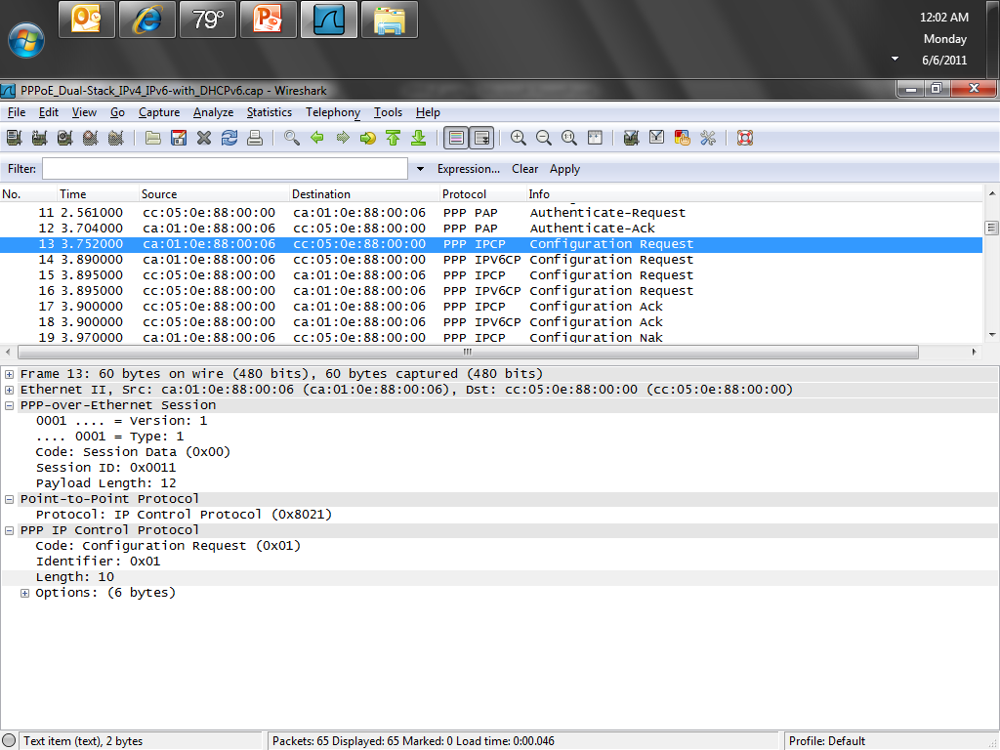 79°
12:02 AM
Monday
6/6/2011
PPPoE_Dual-Stack_IPv4_IPv6-with_DHCPv6.cap - Wireshark
File Edit View Go Capture Analyze Statistics Telephony Tools Help
Filter: Expression... Clear Apply
No. Time Source Destination Protocol Info
11 2.561000 cc:05:0e:88:00:00 ca:01:0e:88:00:06 PPP PAP Authenticate-Request
12 3.704000 ca:01:0e:88:00:06 cc:05:0e:88:00:00 PPP PAP Authenticate-Ack
13 3.752000 ca:01:0e:88:00:06 cc:05:0e:88:00:00 PPP IPCP Configuration Request
14 3.890000 ca:01:0e:88:00:06 cc:05:0e:88:00:00 PPP IPV6CP Configuration Request
15 3.895000 cc:05:0e:88:00:00 ca:01:0e:88:00:06 PPP IPCP Configuration Request
16 3.895000 cc:05:0e:88:00:00 ca:01:0e:88:00:06 PPP IPV6CP Configuration Request
17 3.900000 cc:05:0e:88:00:00 ca:01:0e:88:00:06 PPP IPCP Configuration Ack
18 3.900000 cc:05:0e:88:00:00 ca:01:0e:88:00:06 PPP IPV6CP Configuration Ack
19 3.970000 ca:01:0e:88:00:06 cc:05:0e:88:00:00 PPP IPCP Configuration Nak
Frame 13: 60 bytes on wire (480 bits), 60 bytes captured (480 bits)
Ethernet II, Src: ca:01:0e:88:00:06 (ca:01:0e:88:00:06), Dst: cc:05:0e:88:00:00 (cc:05:0e:88:00:00)
PPP-over-Ethernet Session
0001 .... = Version: 1
.... 0001 = Type: 1
Code: Session Data (0x00)
Session ID: 0x0011
Payload Length: 12
Point-to-Point Protocol
Protocol: IP Control Protocol (0x8021)
PPP IP Control Protocol
Code: Configuration Request (0x01)
Identifier: 0x01
Length: 10
Options: (6 bytes)
Text item (text), 2 bytes Packets: 65 Displayed: 65 Marked: 0 Load time: 0:00.046 Profile: Default